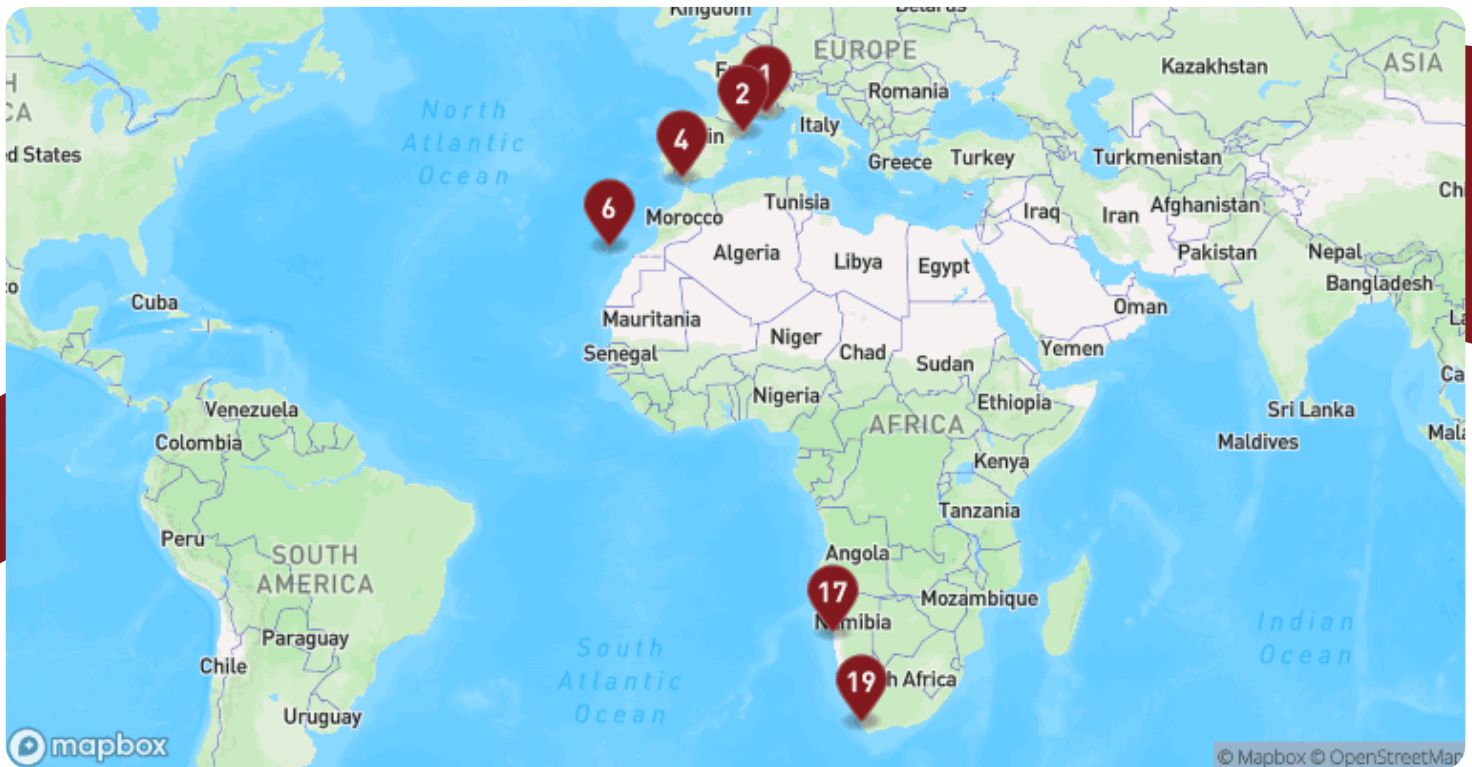 Kingdom
Belarus
EUROPE
Kazakhstan
ASIA
1
2
Romania
North
Atlantic
Ocean
Italy
4
in
ed States
Greece
Turkey
Turkmenistan
6
Morocco
Tunisia
Iraq
Iran
Afghanistan
Algeria
Libya
Egypt
Pakistan
Nepal
Bangladesh
Cuba
Oman
Mauritania
Niger
Chad
Yemen
Senegal
Sudan
Nigeria
Ethiopia
Venezuela
AFRICA
Sri Lanka
Colombia
Maldives
Kenya
Tanzania
Peru
SOUTH
AMERICA
Angola
17
Mozambique
Namibia
Paraguay
Indian
Ocean
South
Atlantic
Ocean
Chile
19
h Africa
Uruguay
mapbox
© Mapbox © OpenStreetMap